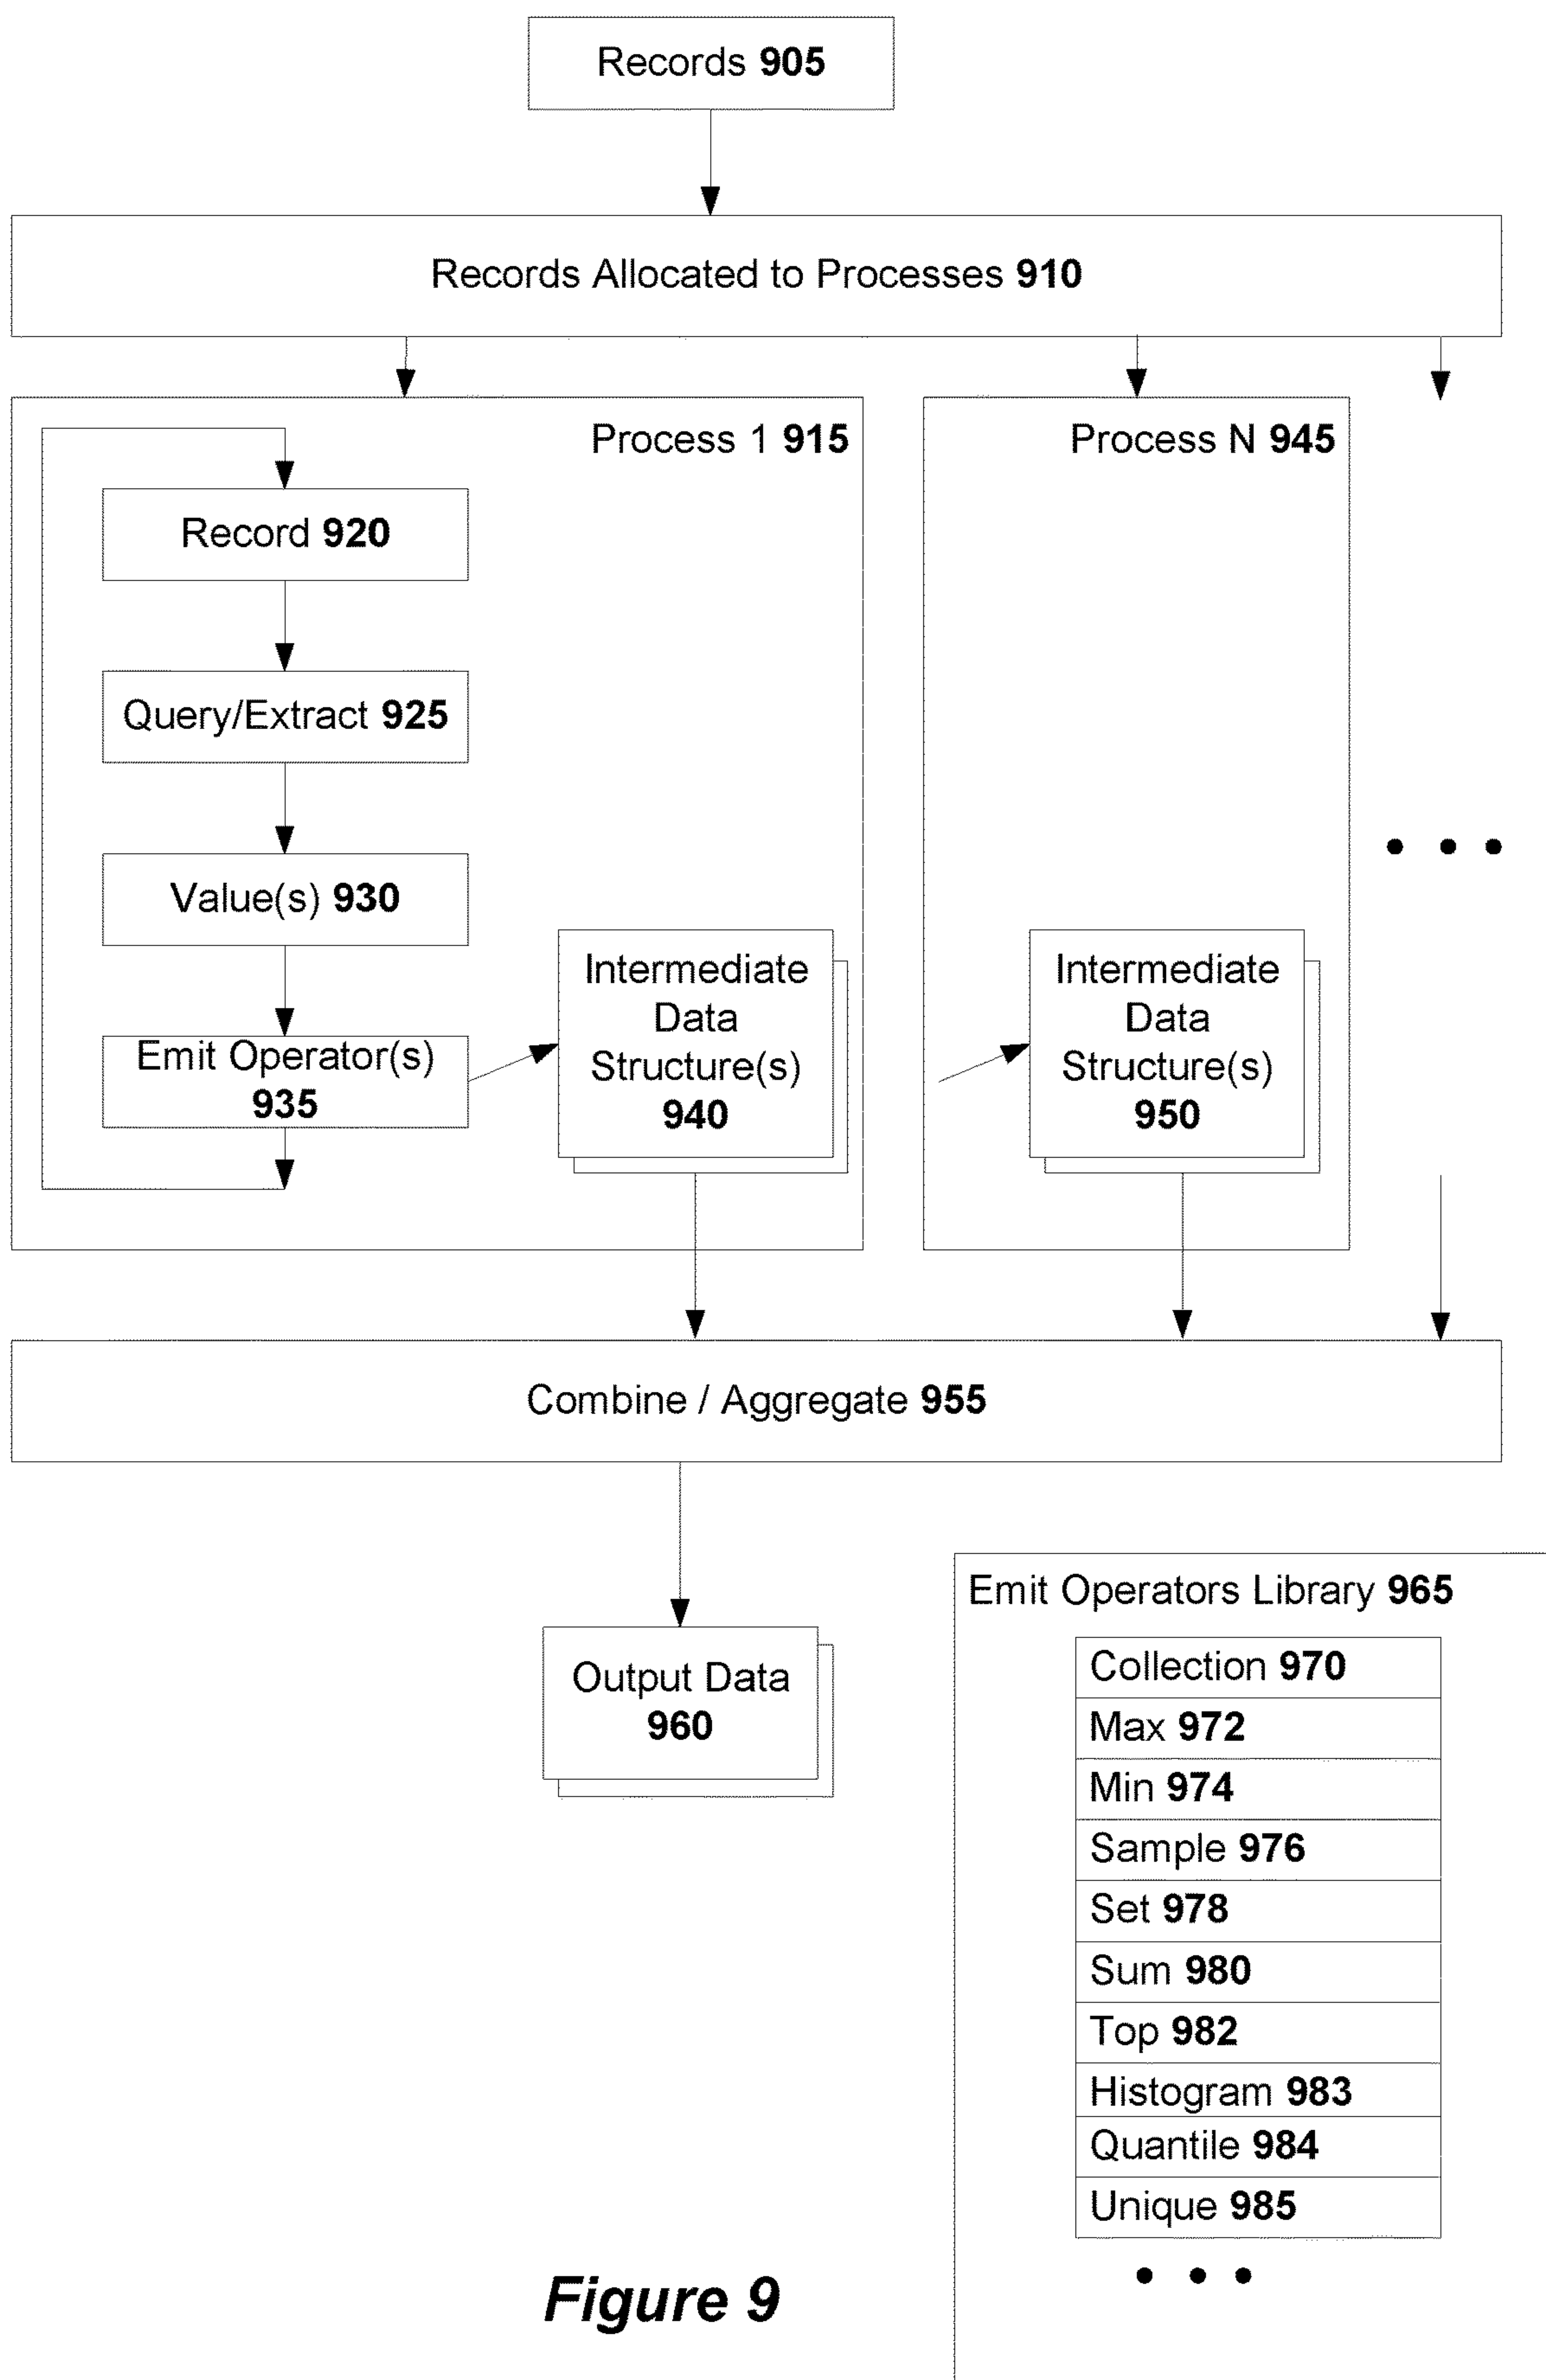 Records 905
Records Allocated to Processes 910
Process 1 915
Record 920
Query/Extract 925
Value(s) 930
Emit Operator(s)
935
Intermediate
Data
Structure(s)
940
Process N 945
Intermediate
Data
Structure(s)
950
Combine / Aggregate 955
Output Data
960
Emit Operators Library 965
Collection 970
Max 972
Min 974
Sample 976
Set 978
Sum 980
Top 982
Histogram 983
Quantile 984
Unique 985
Figure 9